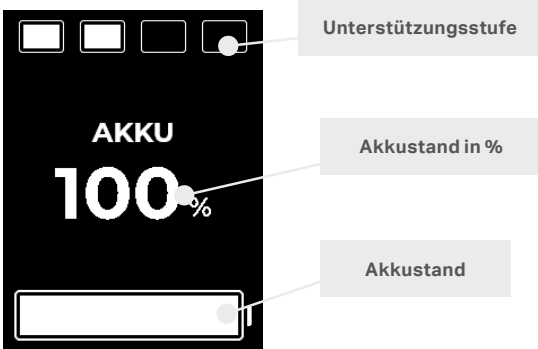 Unterstützungsstufe
AKKU
100%
Akkustand in %
Akkustand